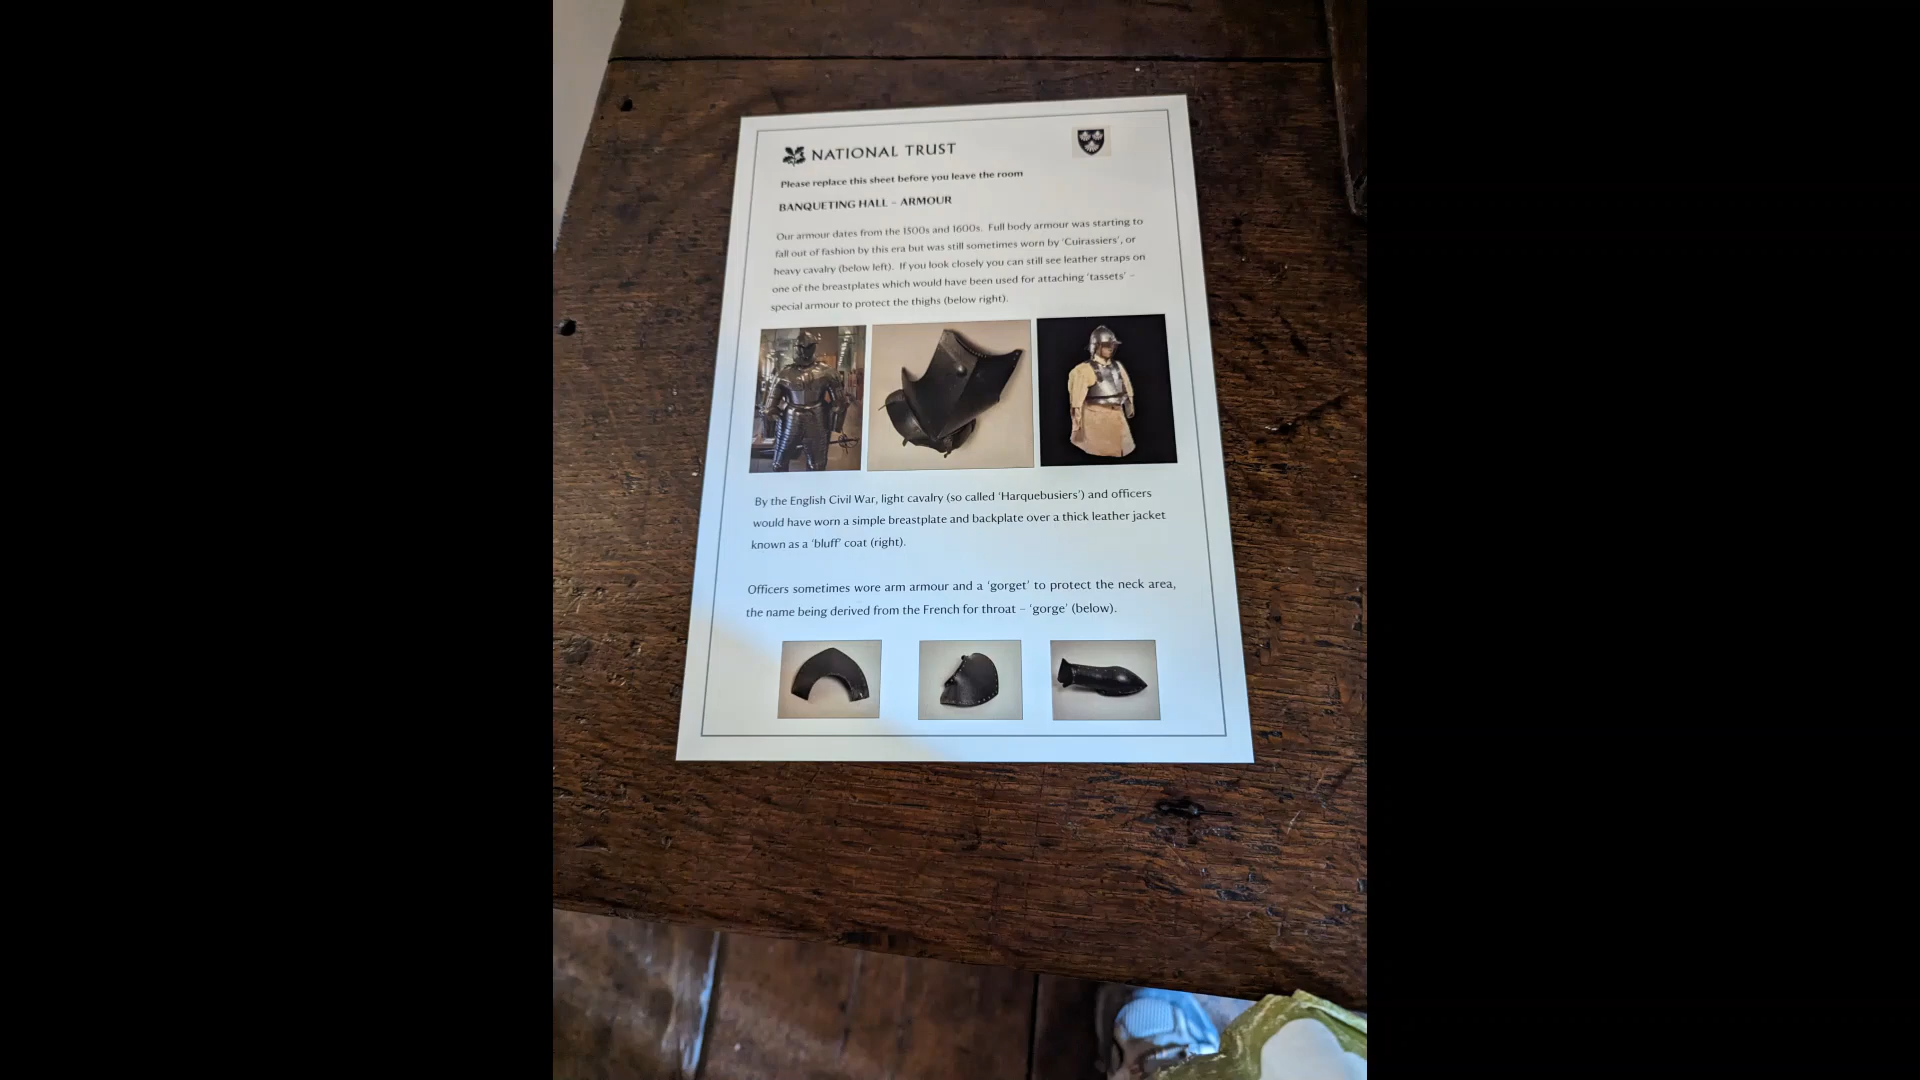 NATIONAL TRUST
Please replace this sheet before you leave the room
BANQUETING HALL – ARMOUR
Our armour dates from the 1500s and 1600s. Full body armour was starting to
fall out of fashion by this era but was still sometimes worn by 'Cuirassiers', or
heavy cavalry (below left). If you look closely you can still see leather straps on
one of the breastplates which would have been used for attaching 'tassets' –
special armour to protect the thighs (below right).
By the English Civil War, light cavalry (so called 'Harquebusiers') and officers
would have worn a simple breastplate and backplate over a thick leather jacket
known as a 'bluff' coat (right).
Officers sometimes wore arm armour and a 'gorget' to protect the neck area,
the name being derived from the French for throat – 'gorge' (below).